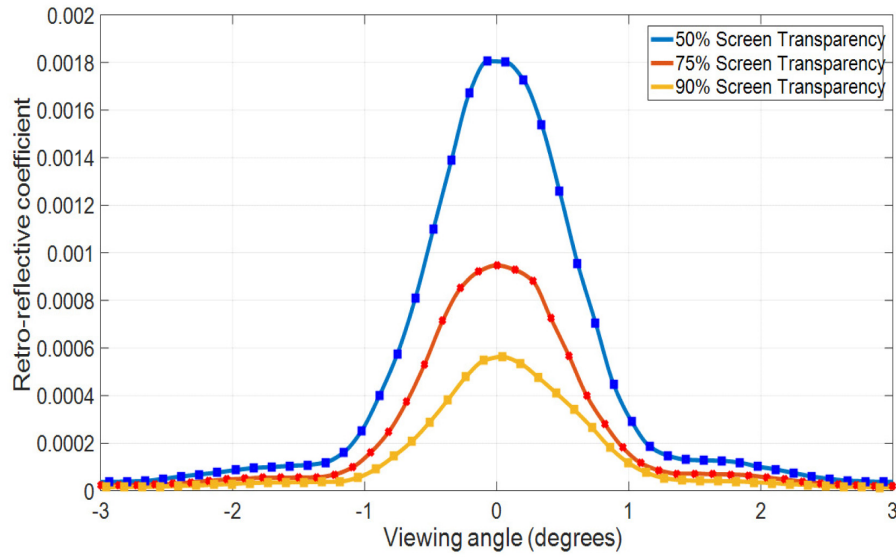 50% Screen Transparency
75% Screen Transparency
90% Screen Transparency
Retro-reflective coefficient
0.002
0.0018
0.0016
0.0014
0.0012
0.001
0.0008
0.0006
0.0004
0.0002
0
-3 -2 -1 0 1 2 3
Viewing angle (degrees)